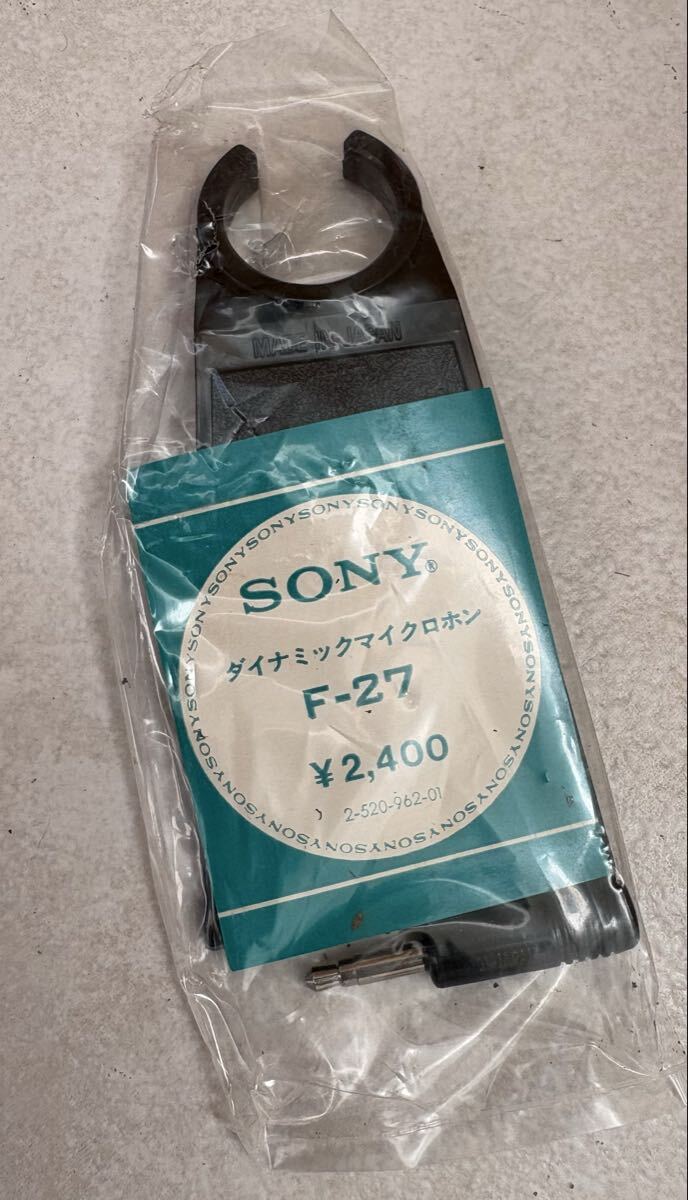 MADE IN JAPAN
SONYSONYSONYSONYSONYSONYSONYSONYSONYSONYSONYSONYSONYSONYSONYSONYSONYSONYSONYSONY
SONY®
ダイナミックマイクロホン
F-27
¥2,400
2-520-962-01